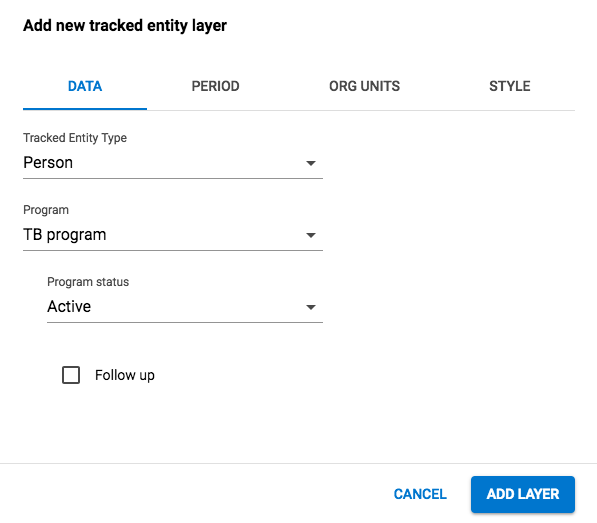 Add new tracked entity layer
DATA PERIOD ORG UNITS STYLE
Tracked Entity Type
Person
Program
TB program
Program status
Active
Follow up
CANCEL ADD LAYER